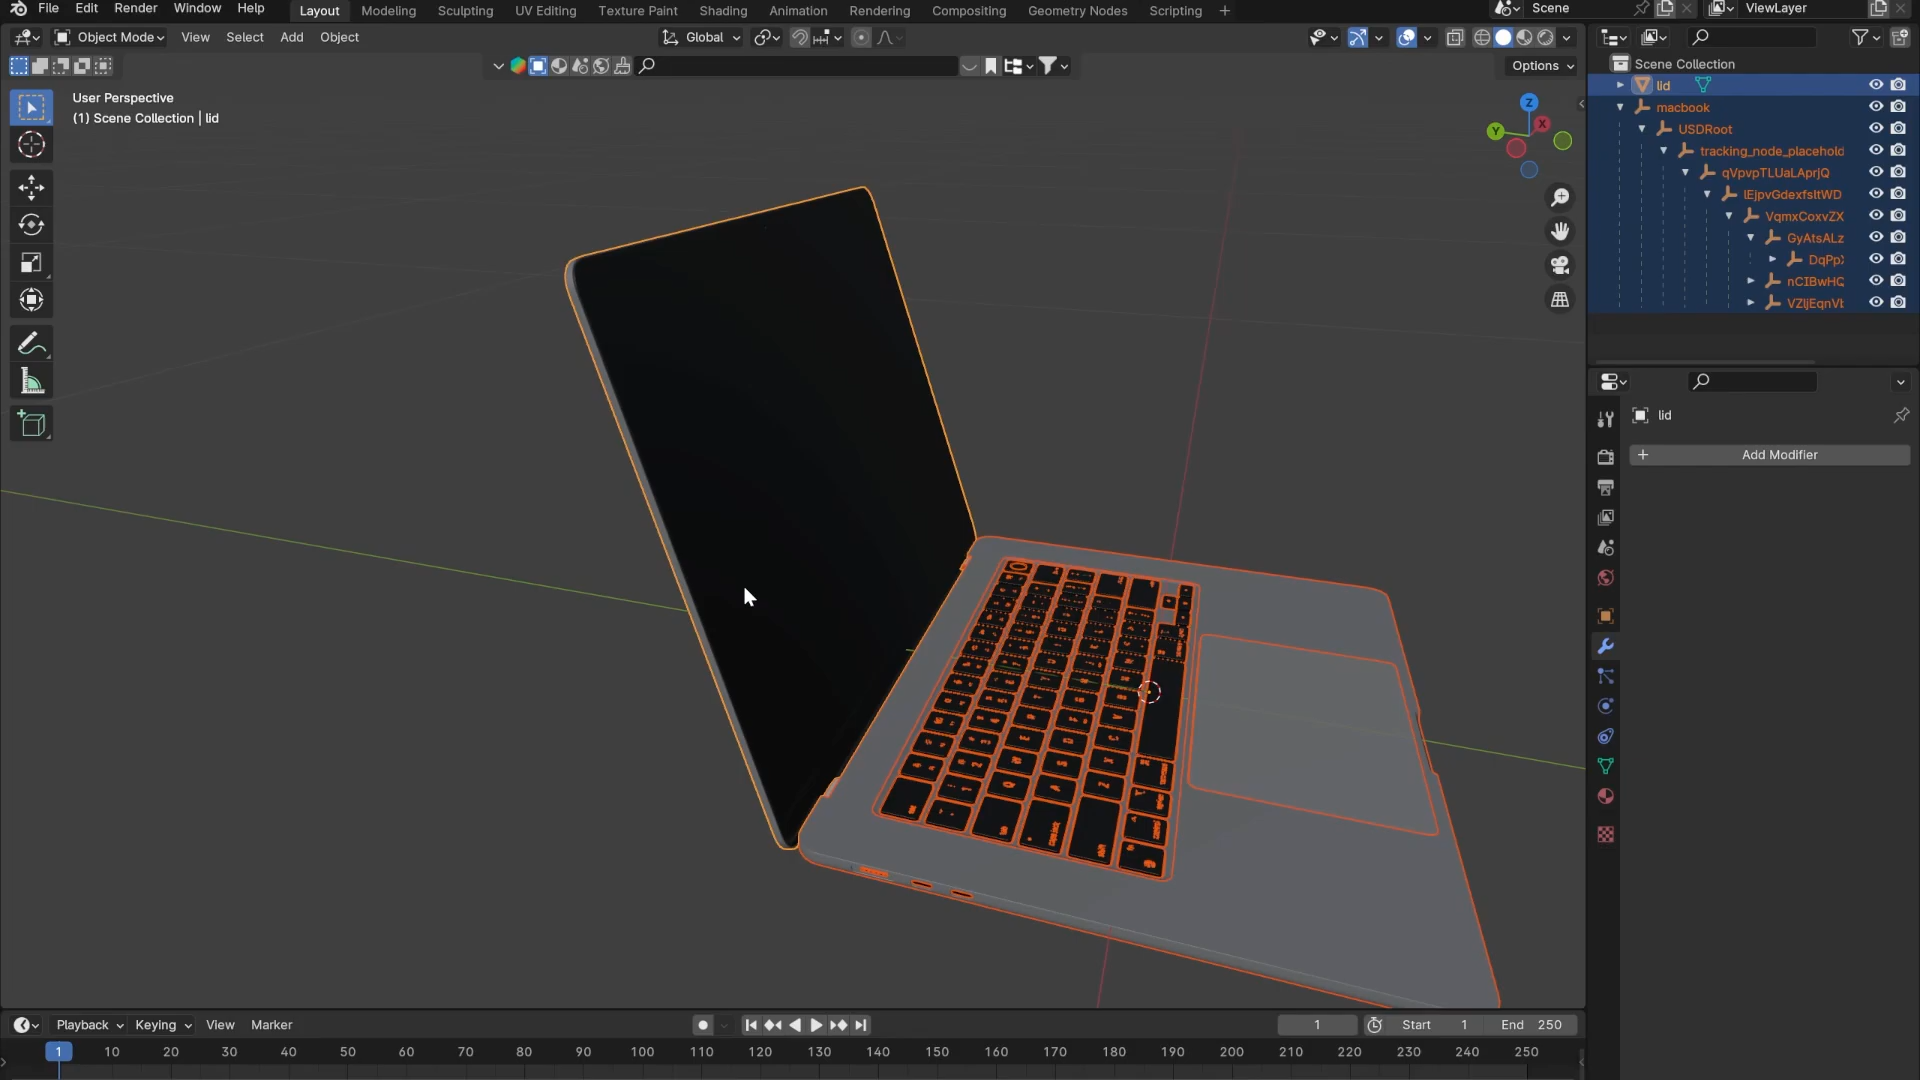 File Edit Render Window Help Layout Modeling Sculpting UV Editing Texture Paint Shading Animation Rendering Compositing Geometry Nodes Scripting + Scene ViewLayer
Object Mode View Select Add Object Global
Options
User Perspective
(1) Scene Collection | lid
Z
Y
X
Scene Collection
lid
macbook
USDRoot
tracking_node_placehold
qVpvpTLUaLAprjQ
lEjpvGdexfsltWD
VqmxCoxvZX
GyAtsALz
DqPp
nCIBwHC
VZljEqnVt
lid
Add Modifier
Playback Keying View Marker 1 Start 1 End 250
1 10 20 30 40 50 60 70 80 90 100 110 120 130 140 150 160 170 180 190 200 210 220 230 240 250